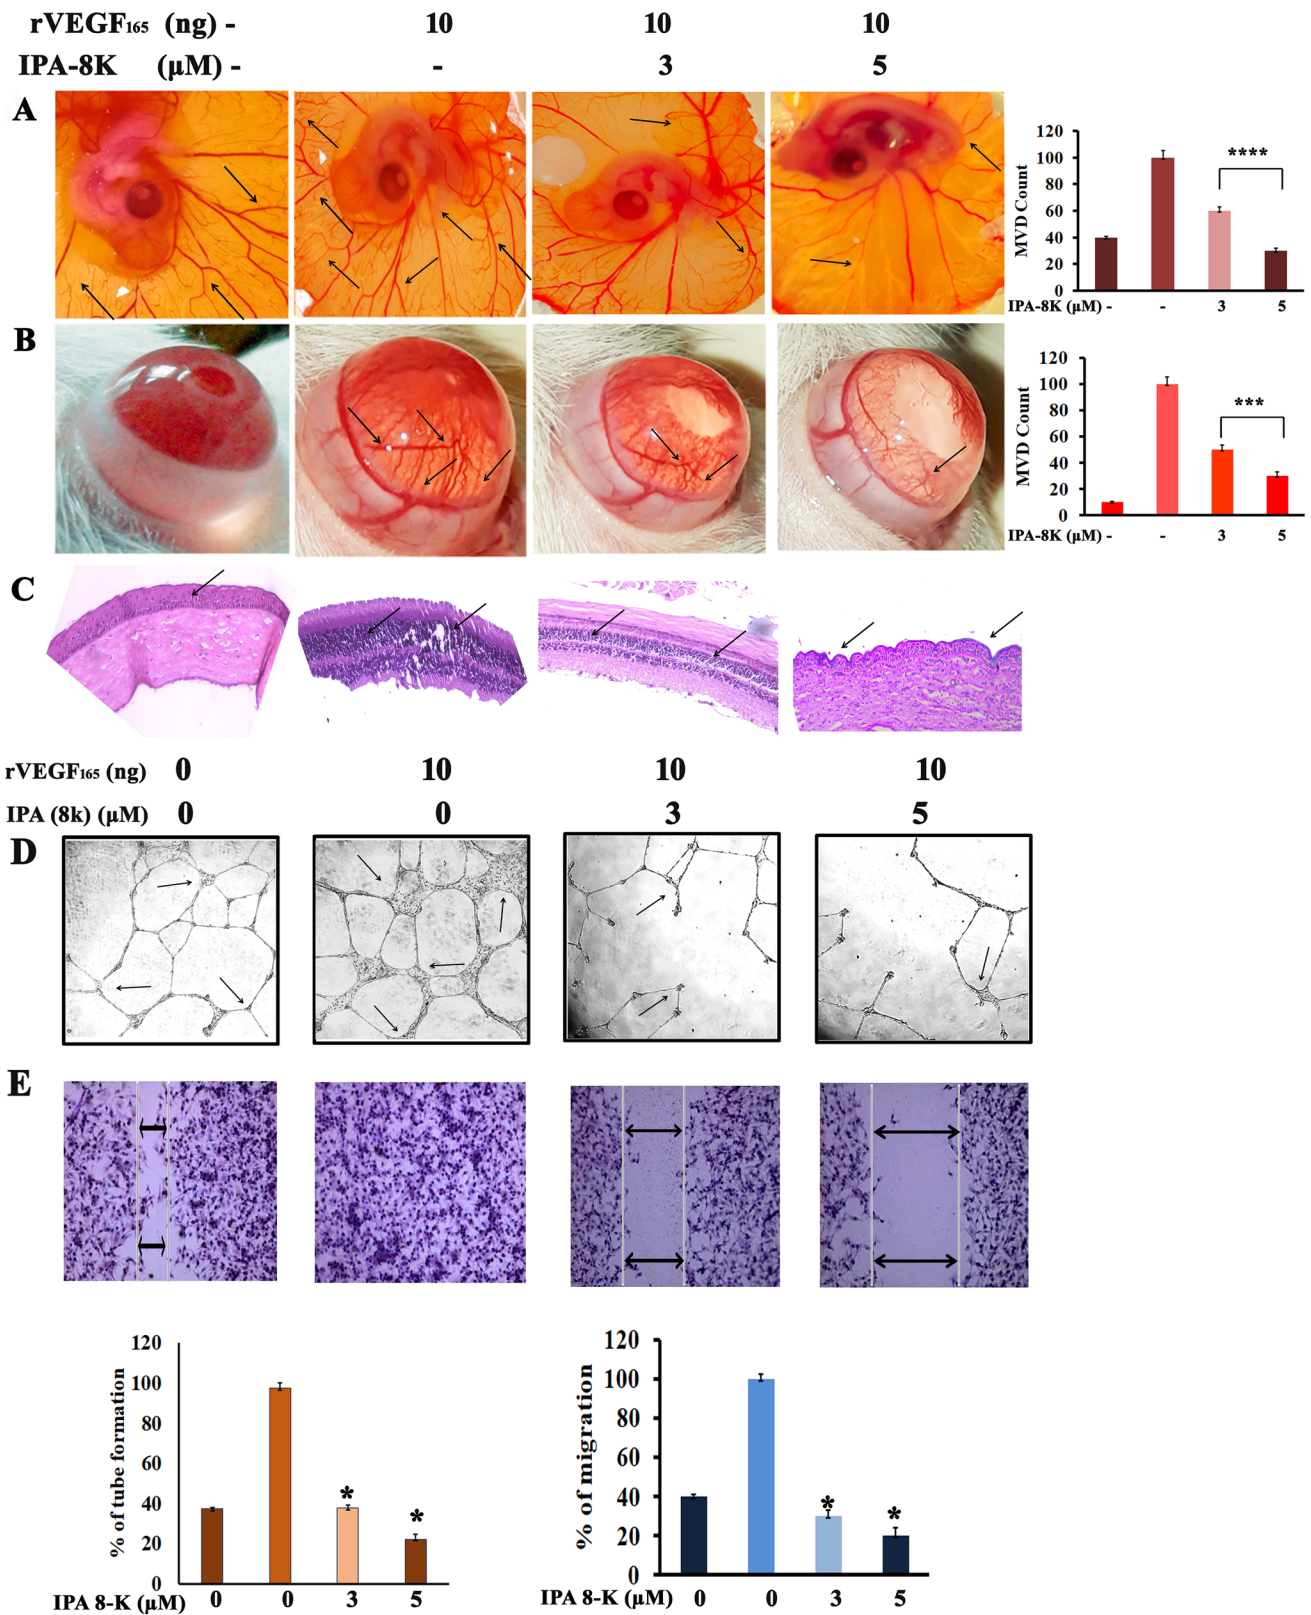 rVEGF165 (ng) - 10 10 10
IPA-8K (µM) - - 3 5
A
120
100
80
60
40
20
0
MVD Count
****
IPA-8K (µM) - - 3 5
B
120
100
80
60
40
20
0
MVD Count
***
IPA-8K (µM) - - 3 5
C
rVEGF165 (ng) 0 10 10 10
IPA (8k) (µM) 0 0 3 5
D
E
120
100
80
60
40
20
0
% of tube formation
*
*
IPA 8-K (µM) 0 0 3 5
120
100
80
60
40
20
0
% of migration
*
*
IPA 8-K (µM) 0 0 3 5